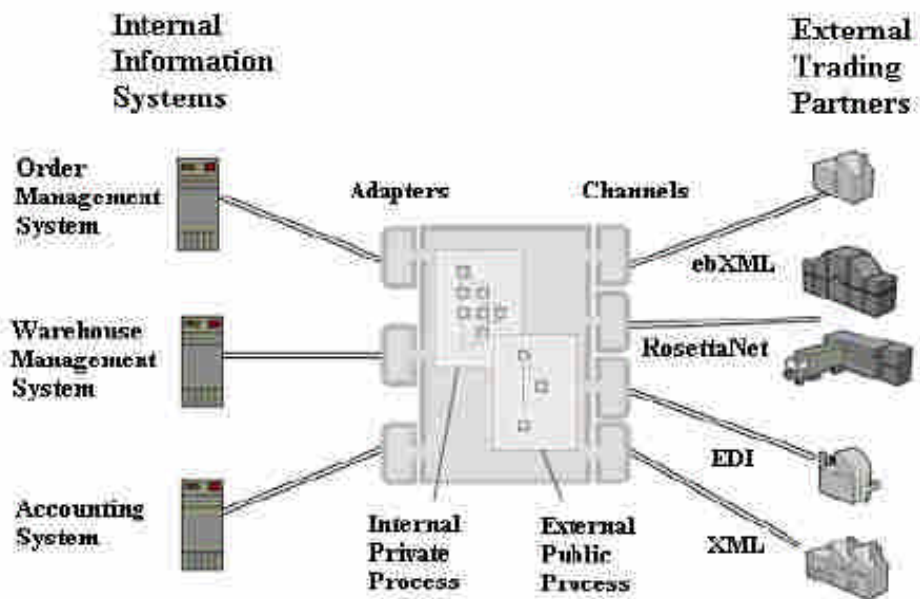 Internal
Information
Systems
External
Trading
Partners
Order
Management
System
Adapters
Channels
ebXML
Warehouse
Management
System
RosettaNet
EDI
Accounting
System
Internal
Private
Process
External
Public
Process
XML